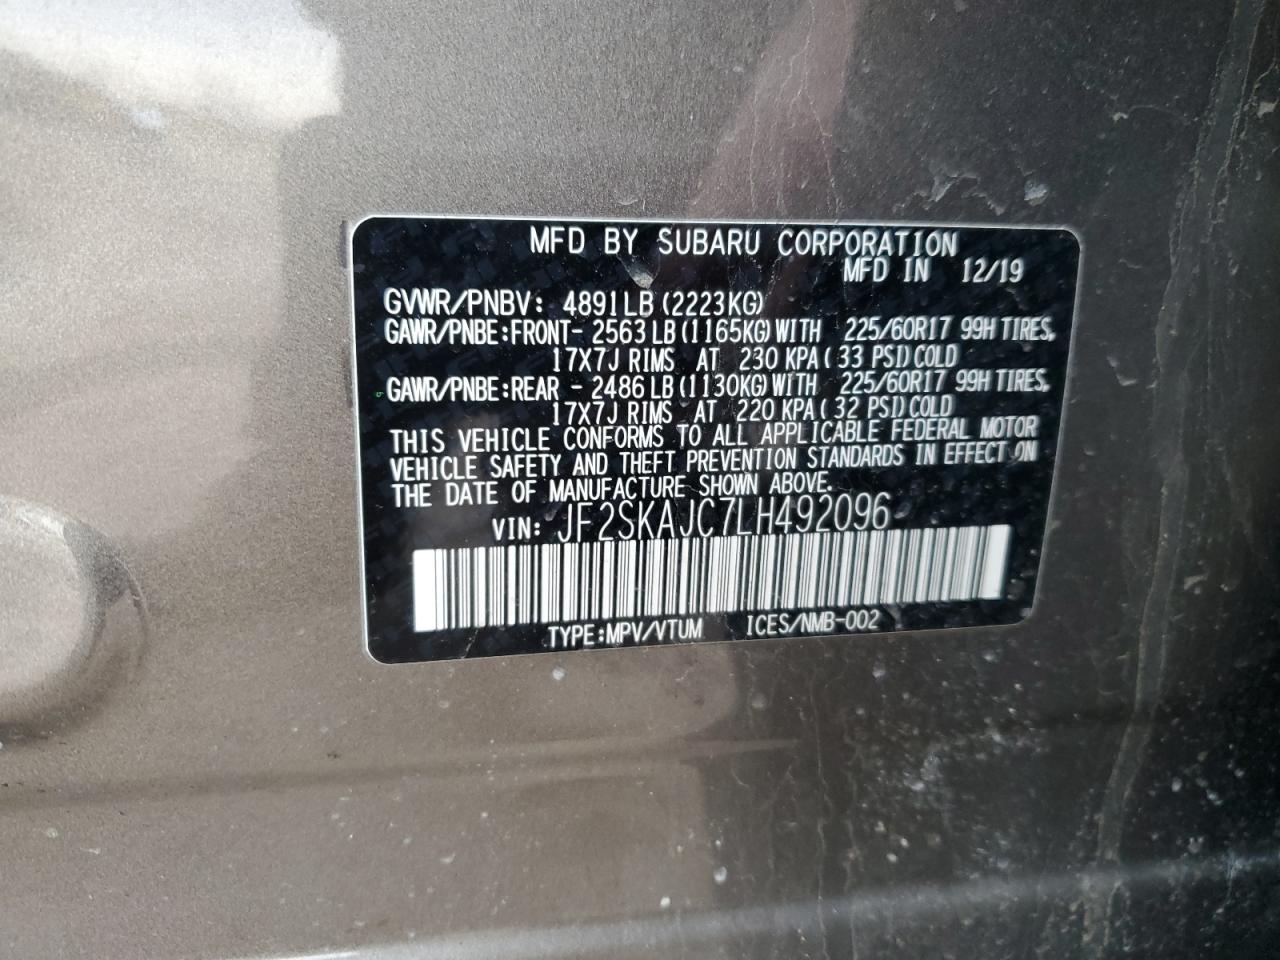 MFD BY SUBARU CORPORATION
MFD IN 12/19
GVWR/PNBV: 4891LB (2223KG)
GAWR/PNBE:FRONT- 2563 LB (1165KG) WITH 225/60R17 99H TIRES,
17X7J RIMS AT 230 KPA ( 33 PSI) COLD
GAWR/PNBE:REAR - 2486 LB (1130KG) WITH 225/60R17 99H TIRES,
17X7J RIMS AT 220 KPA ( 32 PSI) COLD
THIS VEHICLE CONFORMS TO ALL APPLICABLE FEDERAL MOTOR
VEHICLE SAFETY AND THEFT PREVENTION STANDARDS IN EFFECT ON
THE DATE OF MANUFACTURE SHOWN ABOVE.
VIN: JF2SKAJC7LH492096
TYPE:MPV/VTUM ICES/NMB-002